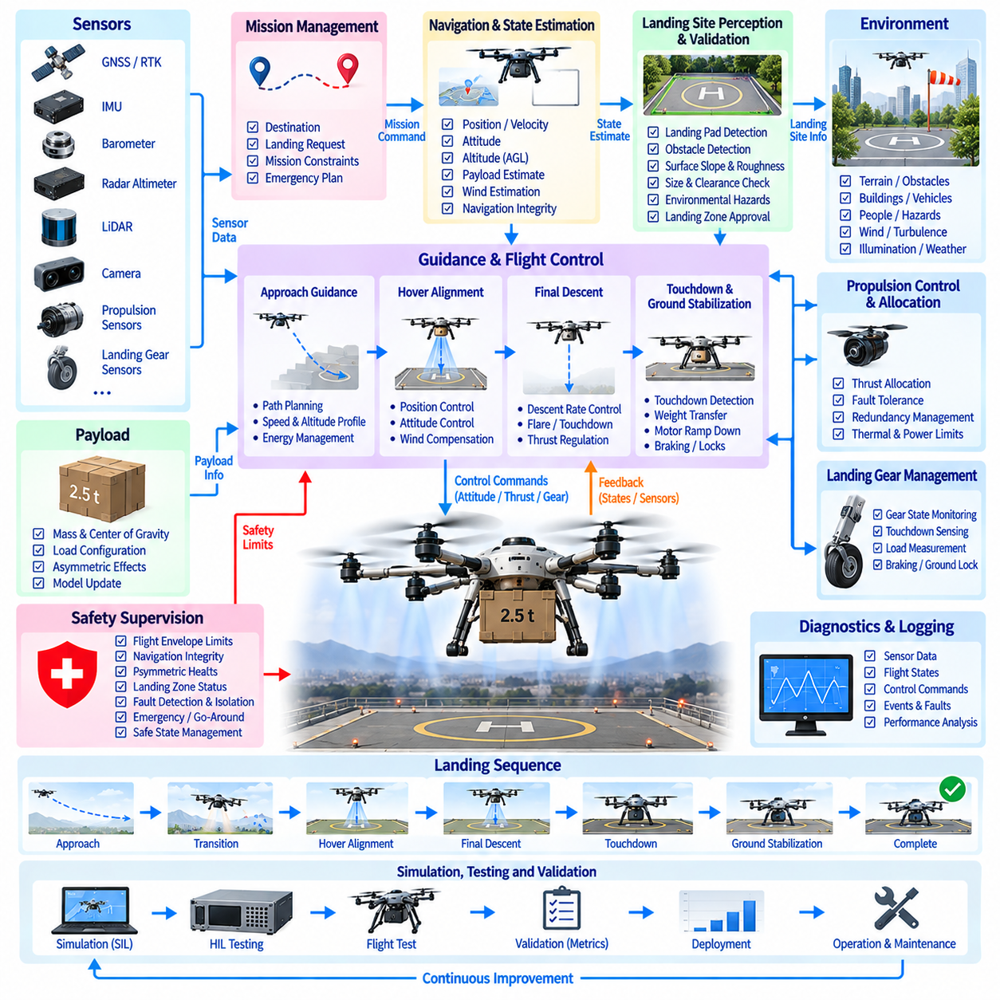 Sensors
GNSS / RTK
IMU
Barometer
Radar Altimeter
LiDAR
Camera
Propulsion
Sensors
Landing Gear
Sensors
...
Sensor
Data
Mission Management
Destination
Landing Request
Mission Constraints
Emergency Plan
Mission
Command
Navigation & State Estimation
Position / Velocity
Attitude
Altitude (AGL)
Payload Estimate
Wind Estimation
Navigation Integrity
State
Estimate
Landing Site Perception
& Validation
H
Landing Pad Detection
Obstacle Detection
Surface Slope & Roughness
Size & Clearance Check
Environmental Hazards
Landing Zone Approval
Landing
Site Info
Environment
H
Terrain / Obstacles
Buildings / Vehicles
People / Hazards
Wind / Turbulence
Illumination / Weather
Guidance & Flight Control
Approach Guidance
• Path Planning
• Speed & Altitude Profile
• Energy Management
Hover Alignment
• Position Control
• Attitude Control
• Wind Compensation
Final Descent
• Descent Rate Control
• Flare / Touchdown
• Thrust Regulation
Touchdown &
Ground Stabilization
• Touchdown Detection
• Weight Transfer
• Motor Ramp Down
• Braking / Locks
Propulsion Control
& Allocation
Thrust Allocation
Fault Tolerance
Redundancy Management
Thermal & Power Limits
Payload
2.5 t
Mass & Center of Gravity
Load Configuration
Asymmetric Effects
Model Update
Payload
Info
Safety
Limits
Control Commands
(Attitude / Thrust / Gear)
Feedback
(States / Sensors)
2.5 t
H
Landing Gear Management
Gear State Monitoring
Touchdown Sensing
Load Measurement
Braking / Ground Lock
Safety Supervision
Flight Envelope Limits
Navigation Integrity
Psymmetric Healts
Landing Zone Status
Fault Detection & Isolation
Emergency / Go-Around
Safe State Management
Diagnostics & Logging
Sensor Data
Flight States
Control Commands
Events & Faults
Performance Analysis
Landing Sequence
Approach
Transition
Hover Alignment
Final Descent
Touchdown
Ground Stabilization
Complete
Simulation, Testing and Validation
Simulation (SIL)
HIL Testing
Flight Test
Validation (Metrics)
Deployment
Operation & Maintenance
Continuous Improvement